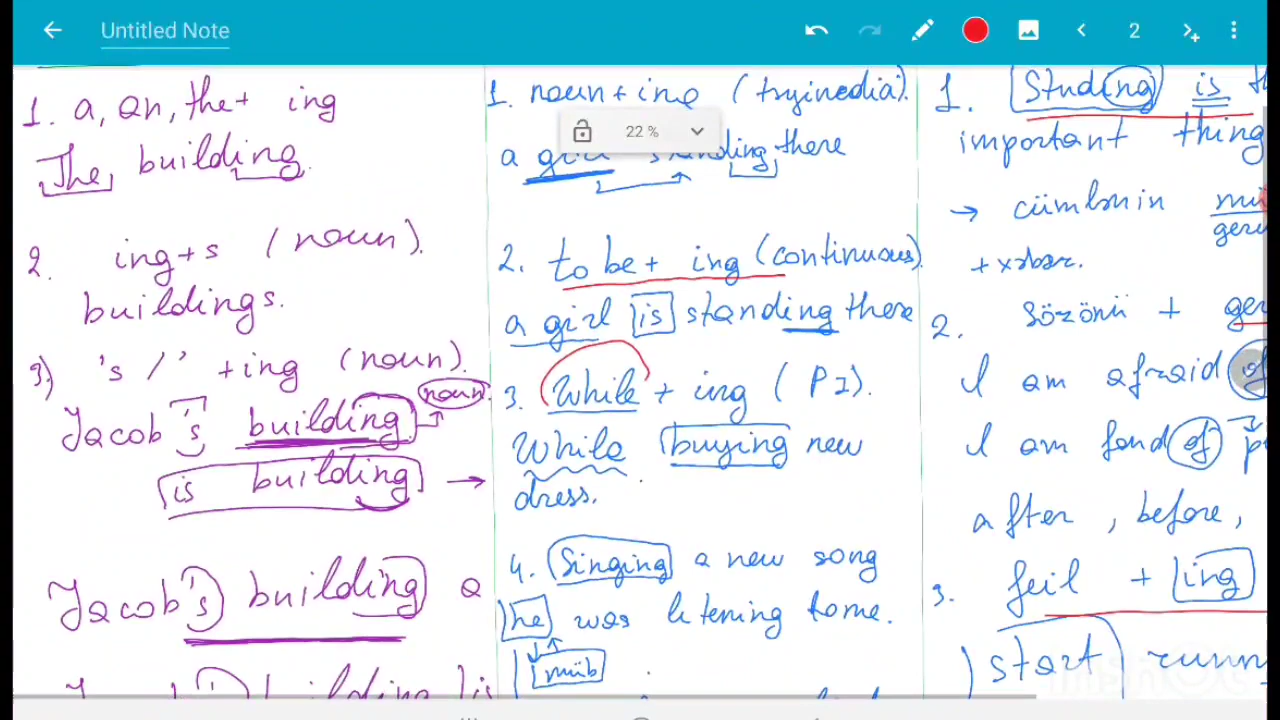 Untitled Note
2
22 %
1. a, an, the + ing
The building.
2. ing+s (noun).
buildings.
3) 's / ' +ing (noun).
noun
Jacob's building
is building
Jacob's building a
1. noun + ing
a girl standing there
2. to be + ing (continuous).
a girl is standing there
3. While + ing (PI).
While buying new
dress.
4. Singing a new song
he was listening to me.
müb
1. Studing is
important thing
→ cümlənin
+ xəbər.
2. Sözönü +
I am afraid of
I am fond of
after, before,
3. feil + ing
start